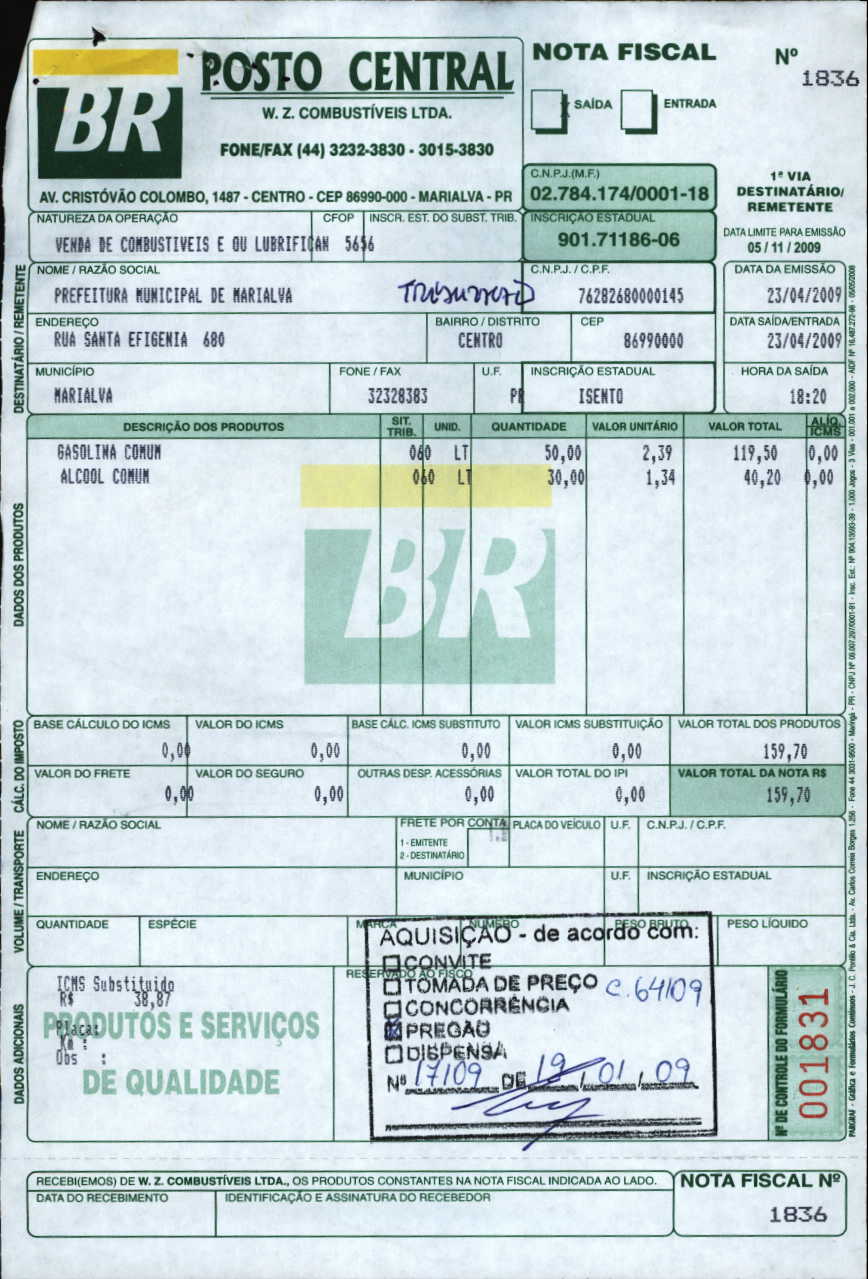 BR
POSTO CENTRAL
W. Z. COMBUSTÍVEIS LTDA.
FONE/FAX (44) 3232-3830 - 3015-3830
AV. CRISTÓVÃO COLOMBO, 1487 - CENTRO - CEP 86990-000 - MARIALVA - PR
NOTA FISCAL Nº 1836
X SAÍDA ENTRADA
C.N.P.J.(M.F.)
02.784.174/0001-18
1ª VIA
DESTINATÁRIO/
REMETENTE
NATUREZA DA OPERAÇÃO CFOP INSCR. EST. DO SUBST. TRIB. INSCRIÇÃO ESTADUAL
VENDA DE COMBUSTIVEIS E OU LUBRIFICAN 5656 901.71186-06
DATA LIMITE PARA EMISSÃO
05 / 11 / 2009
DESTINATÁRIO / REMETENTE
NOME / RAZÃO SOCIAL C.N.P.J. / C.P.F. DATA DA EMISSÃO
PREFEITURA MUNICIPAL DE MARIALVA 76282680000145 23/04/2009
ENDEREÇO BAIRRO / DISTRITO CEP DATA SAÍDA/ENTRADA
RUA SANTA EFIGENIA 680 CENTRO 86990000 23/04/2009
MUNICÍPIO FONE / FAX U.F. INSCRIÇÃO ESTADUAL HORA DA SAÍDA
MARIALVA 32328383 PR ISENTO 18:20
DADOS DOS PRODUTOS
DESCRIÇÃO DOS PRODUTOS SIT. TRIB. UNID. QUANTIDADE VALOR UNITÁRIO VALOR TOTAL ALÍQ. ICMS
GASOLINA COMUM 060 LT 50,00 2,39 119,50 0,00
ALCOOL COMUM 060 LT 30,00 1,34 40,20 0,00
BR
CÁLC. DO IMPOSTO
BASE CÁLCULO DO ICMS VALOR DO ICMS BASE CÁLC. ICMS SUBSTITUTO VALOR ICMS SUBSTITUIÇÃO VALOR TOTAL DOS PRODUTOS
0,00 0,00 0,00 0,00 159,70
VALOR DO FRETE VALOR DO SEGURO OUTRAS DESP. ACESSÓRIAS VALOR TOTAL DO IPI VALOR TOTAL DA NOTA R$
0,00 0,00 0,00 0,00 159,70
VOLUME / TRANSPORTE
NOME / RAZÃO SOCIAL FRETE POR CONTA PLACA DO VEÍCULO U.F. C.N.P.J. / C.P.F.
1 - EMITENTE
2 - DESTINATÁRIO
ENDEREÇO MUNICÍPIO U.F. INSCRIÇÃO ESTADUAL
QUANTIDADE ESPÉCIE MARCA NÚMERO PESO BRUTO PESO LÍQUIDO
DADOS ADICIONAIS
ICMS Substituido
R$ 38,87
Placa:
Km :
Obs :
PRODUTOS E SERVIÇOS
DE QUALIDADE
RESERVADO AO FISCO
AQUISIÇÃO - de acordo com:
CONVITE
TOMADA DE PREÇO C. 64/09
CONCORRÊNCIA
X PREGÃO
DISPENSA
Nº 17/09 DE 19 / 01 / 09
Nº DE CONTROLE DO FORMULÁRIO
001831
RECEBI(EMOS) DE W. Z. COMBUSTÍVEIS LTDA., OS PRODUTOS CONSTANTES NA NOTA FISCAL INDICADA AO LADO.
DATA DO RECEBIMENTO IDENTIFICAÇÃO E ASSINATURA DO RECEBEDOR
NOTA FISCAL Nº
1836